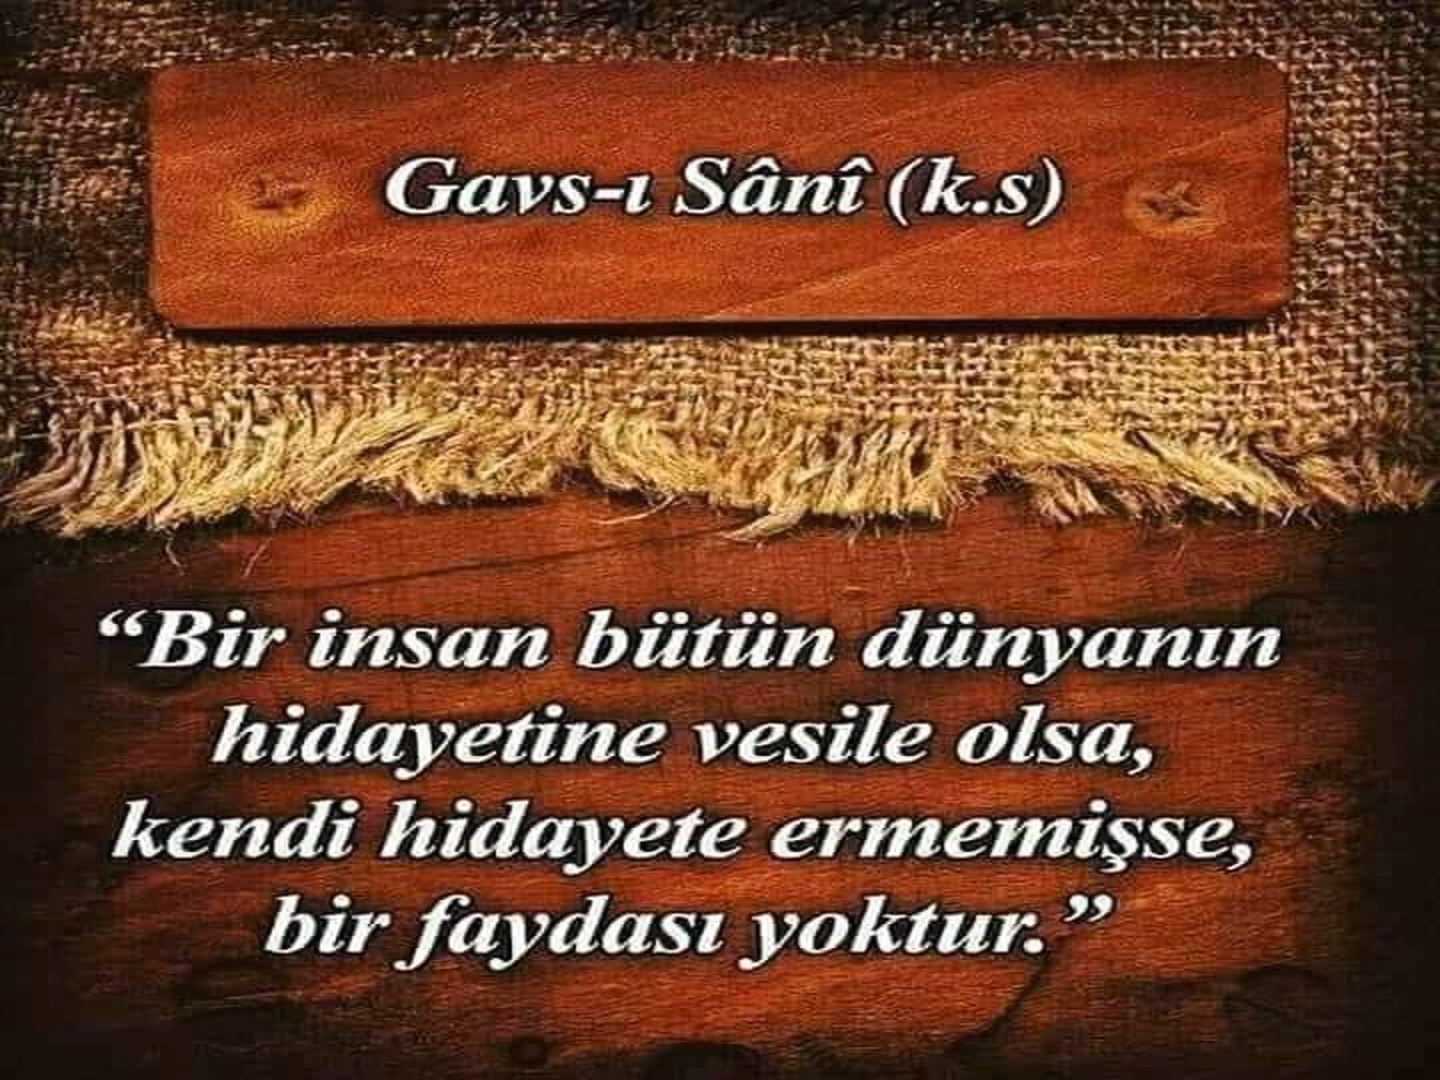 Gavs-ı Sânî (k.s)
“Bir insan bütün dünyanın
hidayetine vesile olsa,
kendi hidayete ermemişse,
bir faydası yoktur.”